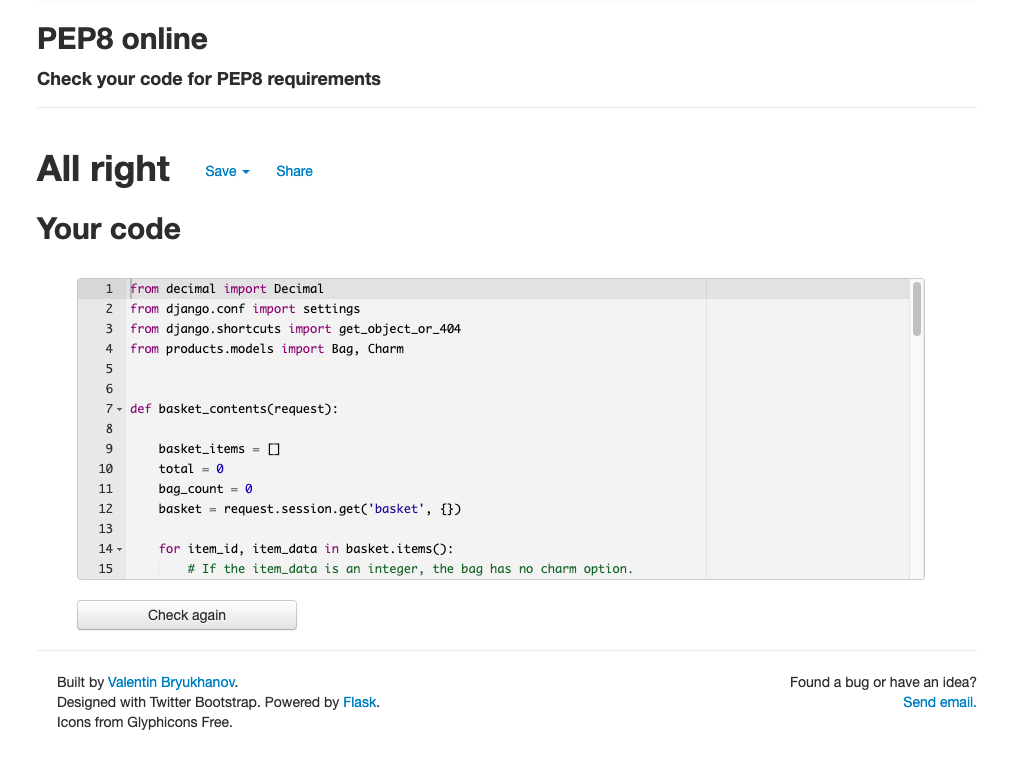 PEP8 online
Check your code for PEP8 requirements
All right Save Share
Your code
1 from decimal import Decimal
2 from django.conf import settings
3 from django.shortcuts import get_object_or_404
4 from products.models import Bag, Charm
5
6
7 def basket_contents(request):
8
9 basket_items = []
10 total = 0
11 bag_count = 0
12 basket = request.session.get('basket', {})
13
14 for item_id, item_data in basket.items():
15 # If the item_data is an integer, the bag has no charm option.
Check again
Built by Valentin Bryukhanov.
Designed with Twitter Bootstrap. Powered by Flask.
Icons from Glyphicons Free.
Found a bug or have an idea?
Send email.